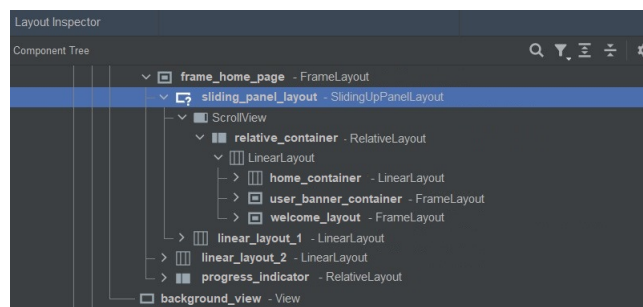 Layout Inspector
Component Tree
frame_home_page - FrameLayout
sliding_panel_layout - SlidingUpPanelLayout
ScrollView
relative_container - RelativeLayout
LinearLayout
home_container - LinearLayout
user_banner_container - FrameLayout
welcome_layout - FrameLayout
linear_layout_1 - LinearLayout
linear_layout_2 - LinearLayout
progress_indicator - RelativeLayout
background_view - View